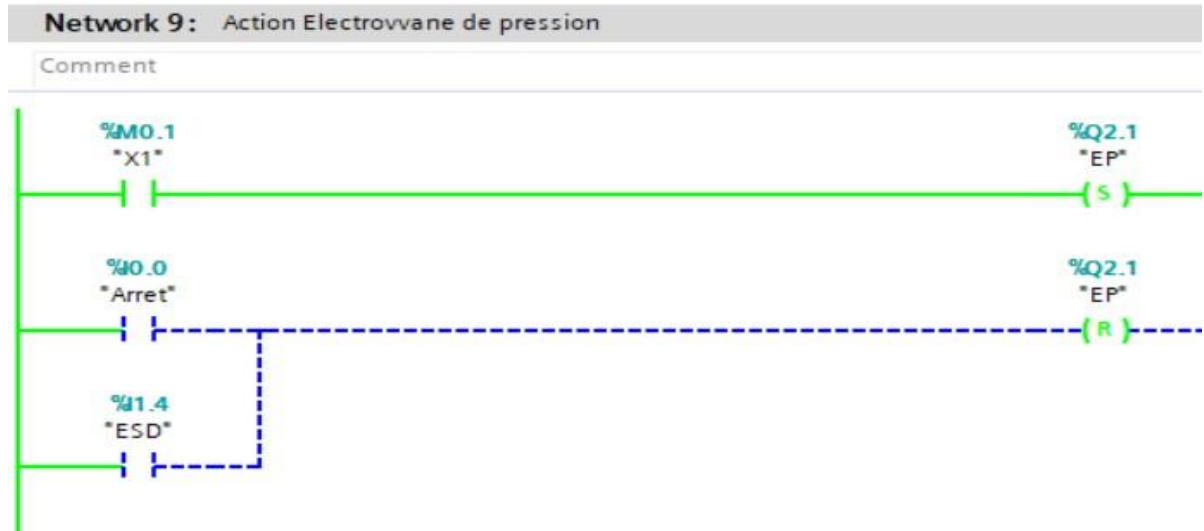 Network 9: Action Electrovvane de pression
Comment
%M0.1 %Q2.1
"X1" "EP"
S
%I0.0 %Q2.1
"Arret" "EP"
R
%I1.4
"ESD"